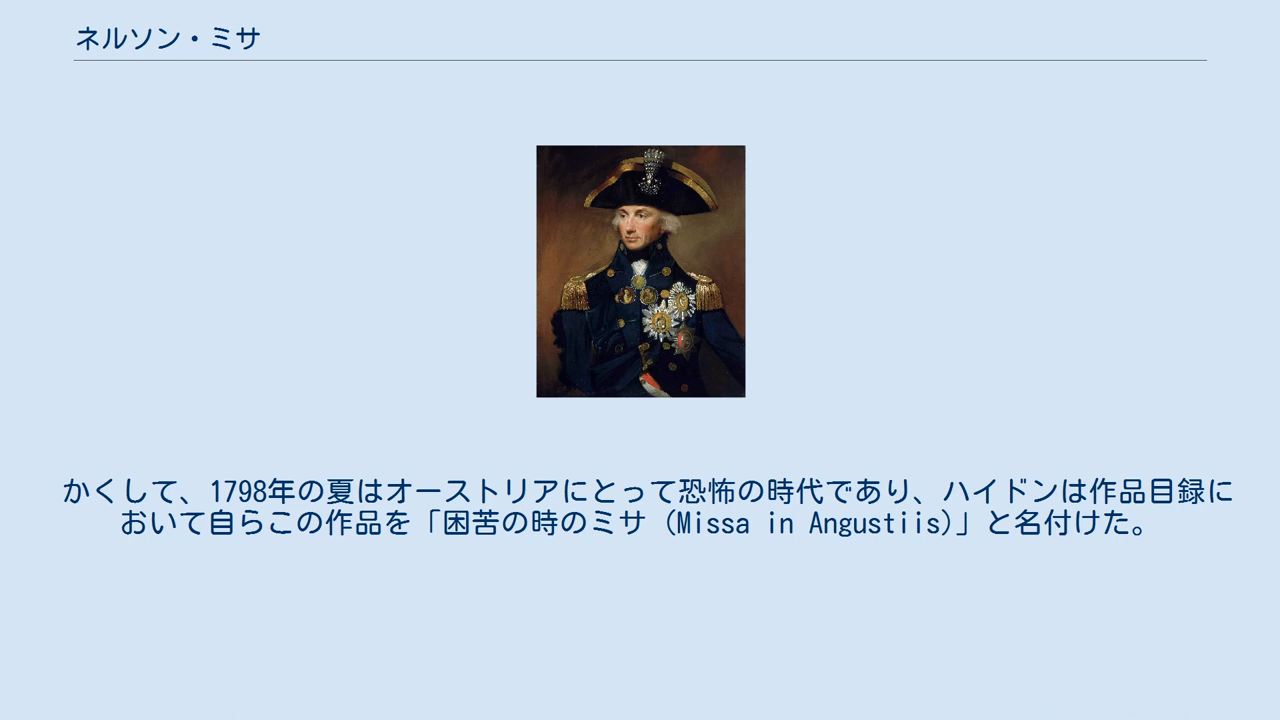 ネルソン・ミサ
かくして、1798年の夏はオーストリアにとって恐怖の時代であり、ハイドンは作品目録に
おいて自らこの作品を「困苦の時のミサ (Missa in Angustiis)」と名付けた。